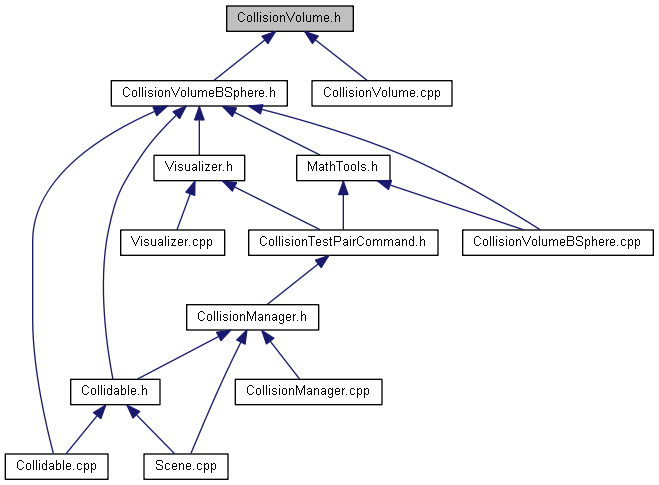 CollisionVolume.h
CollisionVolumeBSphere.h
CollisionVolume.cpp
Visualizer.h
MathTools.h
Visualizer.cpp
CollisionTestPairCommand.h
CollisionVolumeBSphere.cpp
CollisionManager.h
Collidable.h
CollisionManager.cpp
Collidable.cpp
Scene.cpp